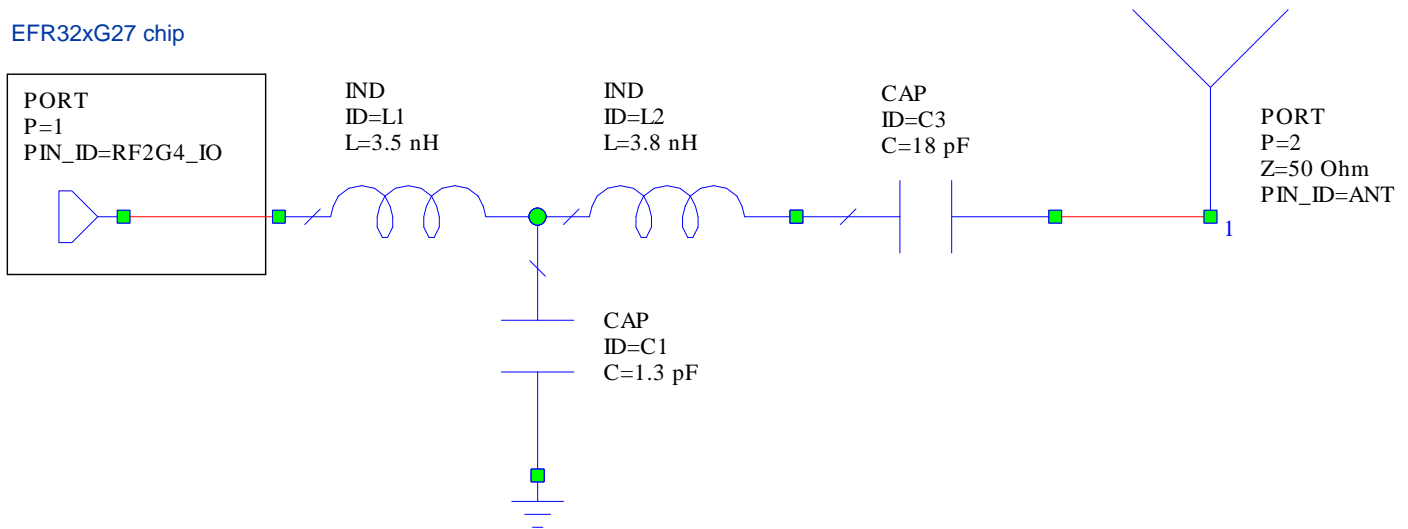 EFR32xG27 chip
PORT
P=1
PIN_ID=RF2G4_IO
IND
ID=L1
L=3.5 nH
IND
ID=L2
L=3.8 nH
CAP
ID=C3
C=18 pF
PORT
P=2
Z=50 Ohm
PIN_ID=ANT
1
CAP
ID=C1
C=1.3 pF